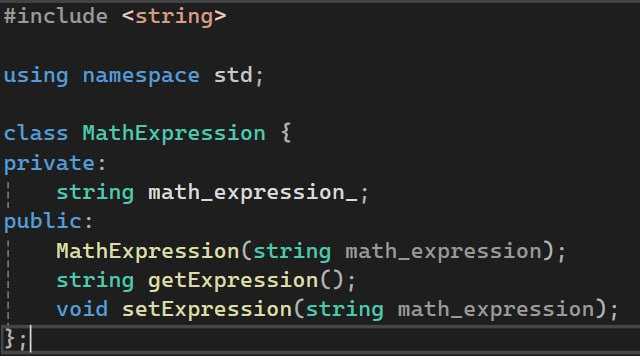 #include <string>
using namespace std;
class MathExpression {
private:
string math_expression_;
public:
MathExpression(string math_expression);
string getExpression();
void setExpression(string math_expression);
};